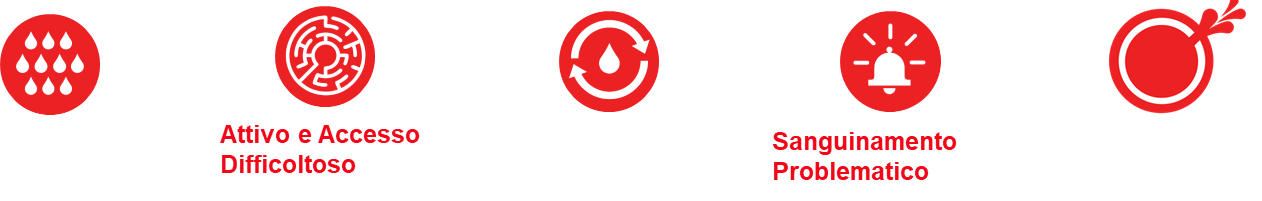 Attivo e Accesso
Difficoltoso
Sanguinamento
Problematico